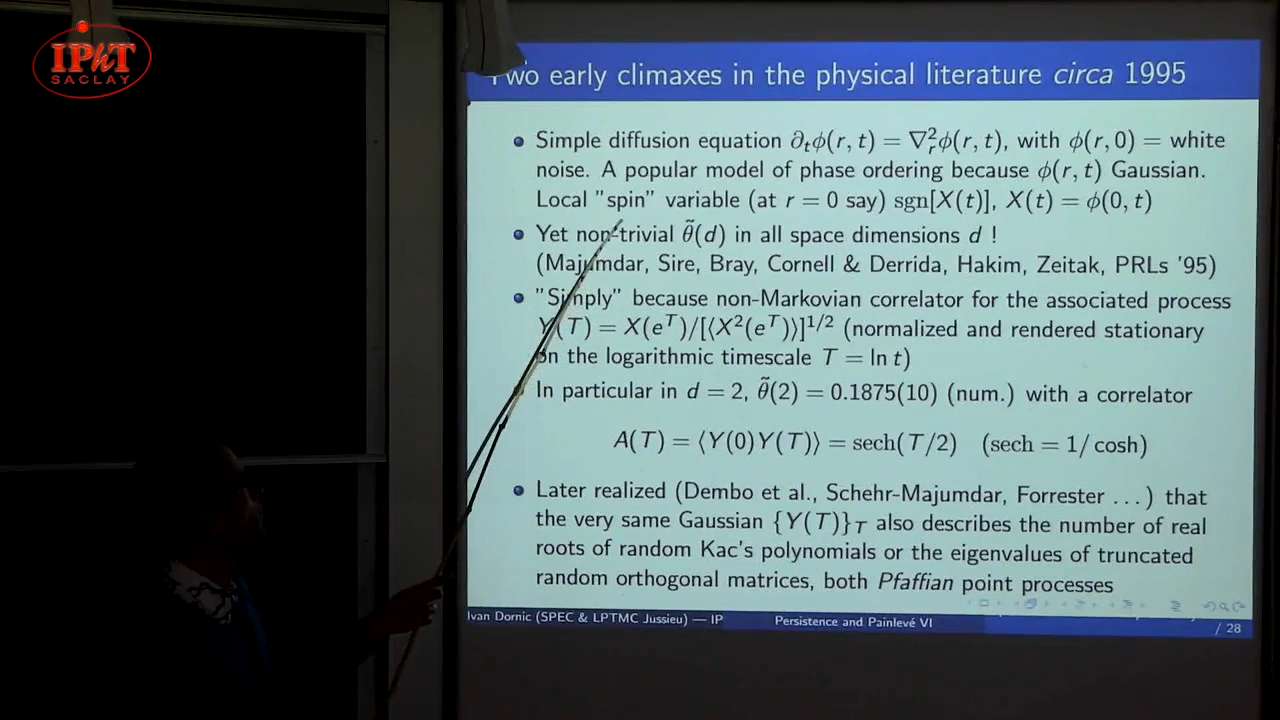 IPhT
SACLAY
Two early climaxes in the physical literature circa 1995
Simple diffusion equation ∂ₜϕ(r, t) = ∇²ᵣϕ(r, t), with ϕ(r, 0) = white
noise. A popular model of phase ordering because ϕ(r, t) Gaussian.
Local "spin" variable (at r = 0 say) sgn[X(t)], X(t) = ϕ(0, t)
Yet non-trivial θ̃(d) in all space dimensions d !
(Majumdar, Sire, Bray, Cornell & Derrida, Hakim, Zeitak, PRLs '95)
"Simply" because non-Markovian correlator for the associated process
Y(T) = X(e^T)/[⟨X²(e^T)⟩]^1/2 (normalized and rendered stationary
on the logarithmic timescale T = ln t)
In particular in d = 2, θ̃(2) = 0.1875(10) (num.) with a correlator
A(T) = ⟨Y(0)Y(T)⟩ = sech(T/2) (sech = 1/ cosh)
Later realized (Dembo et al., Schehr-Majumdar, Forrester ...) that
the very same Gaussian {Y(T)}_T also describes the number of real
roots of random Kac's polynomials or the eigenvalues of truncated
random orthogonal matrices, both Pfaffian point processes
Ivan Dornic (SPEC & LPTMC Jussieu) — IP
Persistence and Painlevé VI
/ 28